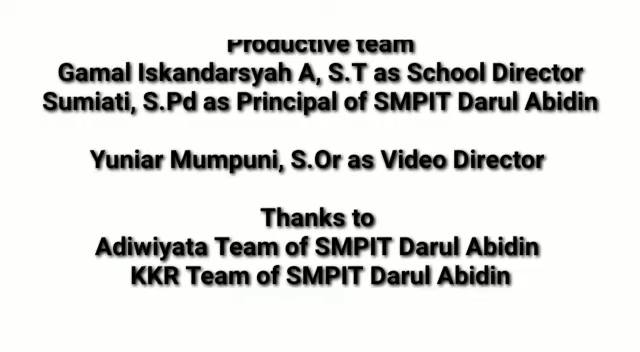 Productive team
Gamal Iskandarsyah A, S.T as School Director
Sumiati, S.Pd as Principal of SMPIT Darul Abidin
Yuniar Mumpuni, S.Or as Video Director
Thanks to
Adiwiyata Team of SMPIT Darul Abidin
KKR Team of SMPIT Darul Abidin